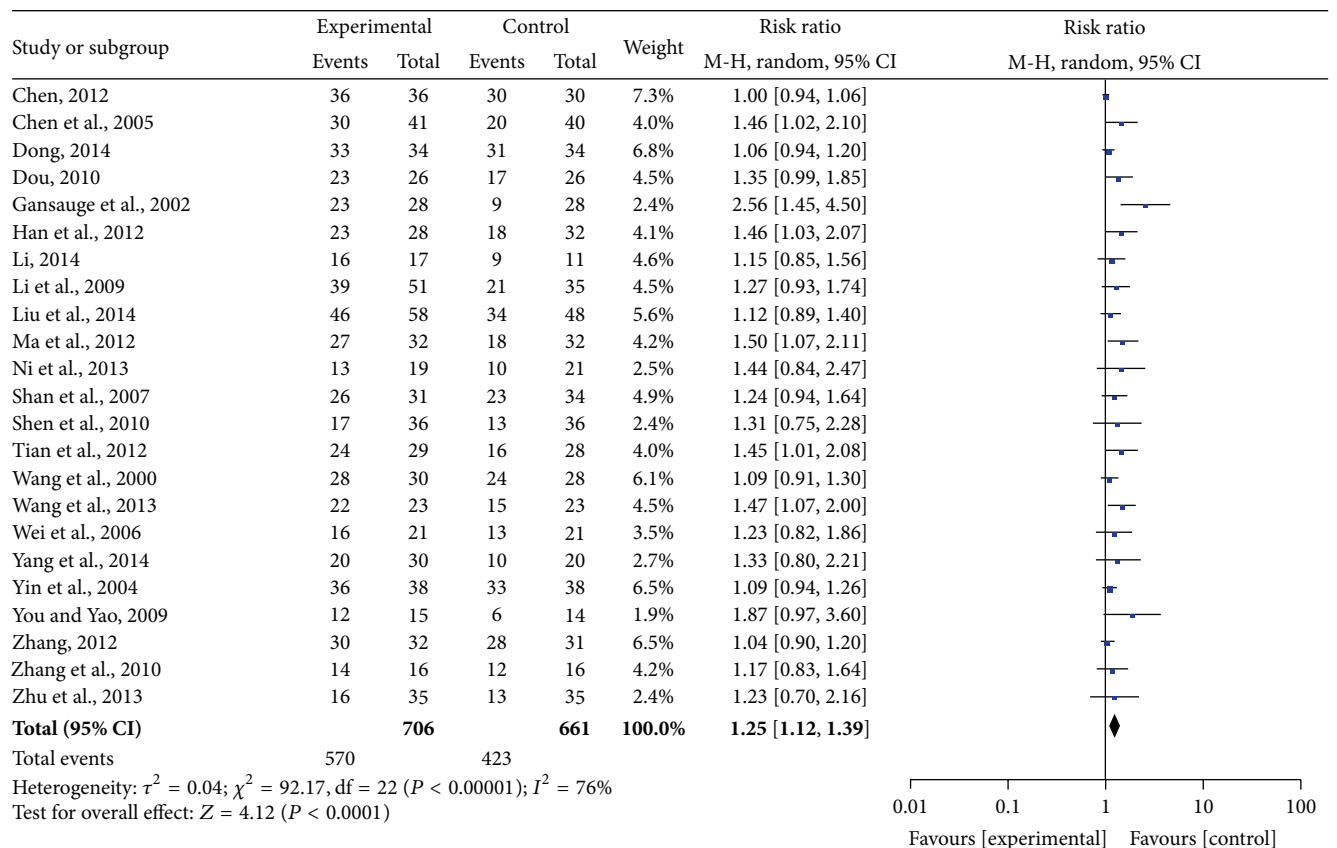 Study or subgroup Experimental Control Weight Risk ratio Risk ratio
Events Total Events Total M-H, random, 95% CI M-H, random, 95% CI
Chen, 2012 36 36 30 30 7.3% 1.00 [0.94, 1.06]
Chen et al., 2005 30 41 20 40 4.0% 1.46 [1.02, 2.10]
Dong, 2014 33 34 31 34 6.8% 1.06 [0.94, 1.20]
Dou, 2010 23 26 17 26 4.5% 1.35 [0.99, 1.85]
Gansauge et al., 2002 23 28 9 28 2.4% 2.56 [1.45, 4.50]
Han et al., 2012 23 28 18 32 4.1% 1.46 [1.03, 2.07]
Li, 2014 16 17 9 11 4.6% 1.15 [0.85, 1.56]
Li et al., 2009 39 51 21 35 4.5% 1.27 [0.93, 1.74]
Liu et al., 2014 46 58 34 48 5.6% 1.12 [0.89, 1.40]
Ma et al., 2012 27 32 18 32 4.2% 1.50 [1.07, 2.11]
Ni et al., 2013 13 19 10 21 2.5% 1.44 [0.84, 2.47]
Shan et al., 2007 26 31 23 34 4.9% 1.24 [0.94, 1.64]
Shen et al., 2010 17 36 13 36 2.4% 1.31 [0.75, 2.28]
Tian et al., 2012 24 29 16 28 4.0% 1.45 [1.01, 2.08]
Wang et al., 2000 28 30 24 28 6.1% 1.09 [0.91, 1.30]
Wang et al., 2013 22 23 15 23 4.5% 1.47 [1.07, 2.00]
Wei et al., 2006 16 21 13 21 3.5% 1.23 [0.82, 1.86]
Yang et al., 2014 20 30 10 20 2.7% 1.33 [0.80, 2.21]
Yin et al., 2004 36 38 33 38 6.5% 1.09 [0.94, 1.26]
You and Yao, 2009 12 15 6 14 1.9% 1.87 [0.97, 3.60]
Zhang, 2012 30 32 28 31 6.5% 1.04 [0.90, 1.20]
Zhang et al., 2010 14 16 12 16 4.2% 1.17 [0.83, 1.64]
Zhu et al., 2013 16 35 13 35 2.4% 1.23 [0.70, 2.16]
Total (95% CI) 706 661 100.0% 1.25 [1.12, 1.39]
Total events 570 423
Heterogeneity: τ² = 0.04; χ² = 92.17, df = 22 (P < 0.00001); I² = 76%
Test for overall effect: Z = 4.12 (P < 0.0001)
0.01 0.1 1 10 100
Favours [experimental] Favours [control]